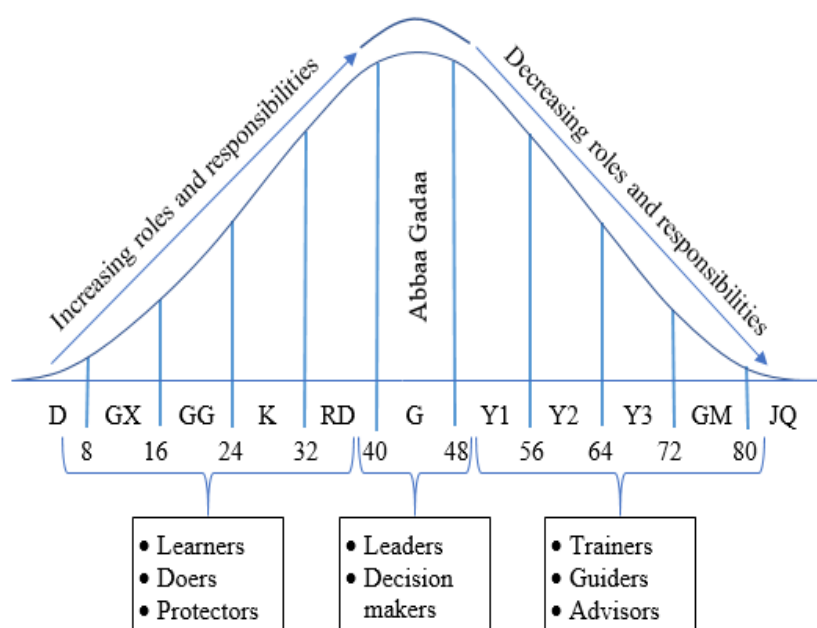 Increasing roles and responsibilities
Decreasing roles and responsibilities
Abbaa Gadaa
D GX GG K RD G Y1 Y2 Y3 GM JQ
8 16 24 32 40 48 56 64 72 80
• Learners
• Doers
• Protectors
• Leaders
• Decision
makers
• Trainers
• Guiders
• Advisors